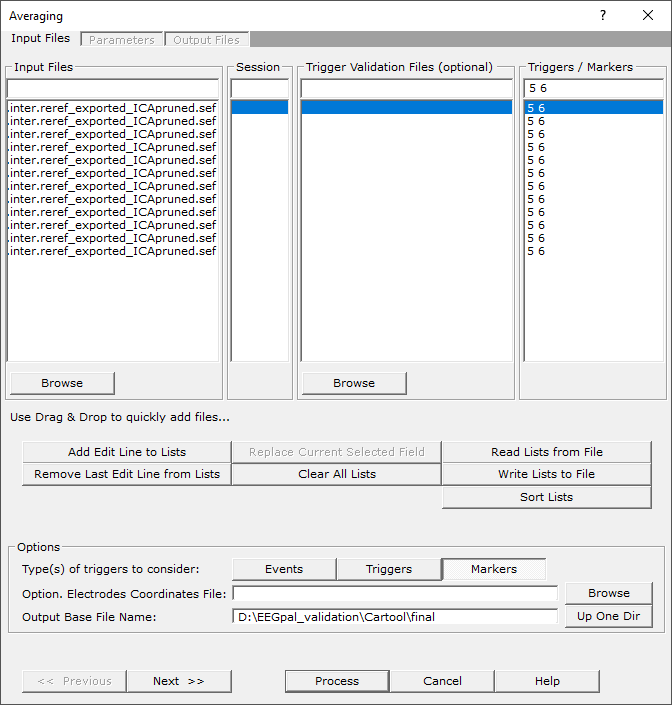 Averaging ?
Input Files Parameters Output Files
Input Files Session Trigger Validation Files (optional) Triggers / Markers
5 6
.inter.reref_exported_ICApruned.sef 5 6
.inter.reref_exported_ICApruned.sef 5 6
.inter.reref_exported_ICApruned.sef 5 6
.inter.reref_exported_ICApruned.sef 5 6
.inter.reref_exported_ICApruned.sef 5 6
.inter.reref_exported_ICApruned.sef 5 6
.inter.reref_exported_ICApruned.sef 5 6
.inter.reref_exported_ICApruned.sef 5 6
.inter.reref_exported_ICApruned.sef 5 6
.inter.reref_exported_ICApruned.sef 5 6
.inter.reref_exported_ICApruned.sef 5 6
.inter.reref_exported_ICApruned.sef 5 6
Browse Browse
Use Drag & Drop to quickly add files...
Add Edit Line to Lists Replace Current Selected Field Read Lists from File
Remove Last Edit Line from Lists Clear All Lists Write Lists to File
Sort Lists
Options
Type(s) of triggers to consider: Events Triggers Markers
Option. Electrodes Coordinates File: Browse
Output Base File Name: D:\EEGpal_validation\Cartool\final Up One Dir
<< Previous Next >> Process Cancel Help